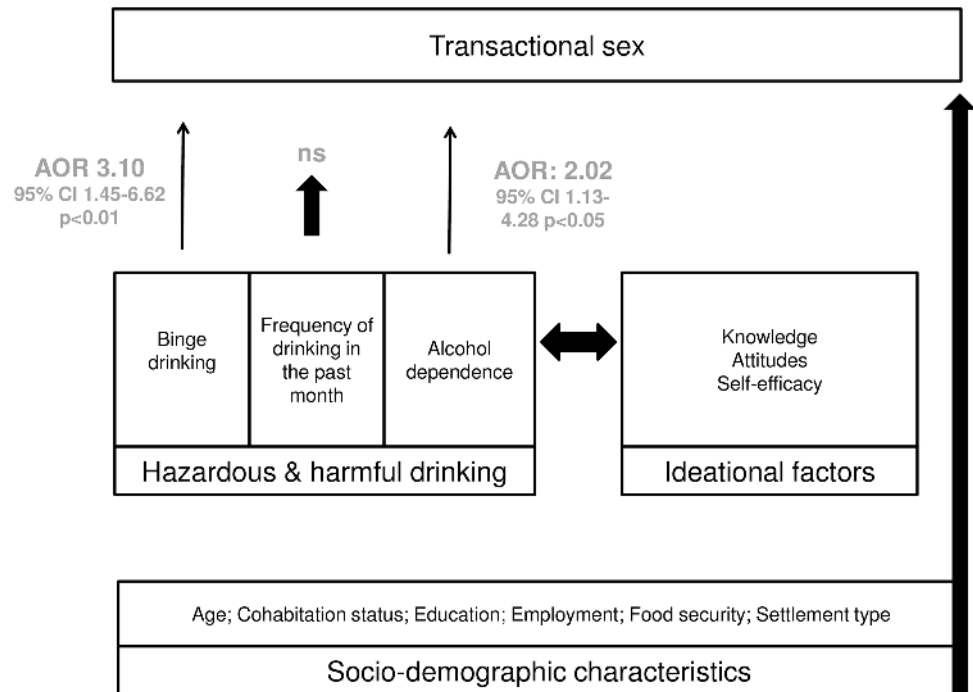 Transactional sex
AOR 3.10
95% CI 1.45-6.62
p<0.01
ns
AOR: 2.02
95% CI 1.13-
4.28 p<0.05
Binge
drinking
Frequency of
drinking in
the past
month
Alcohol
dependence
Hazardous & harmful drinking
Knowledge
Attitudes
Self-efficacy
Ideational factors
Age; Cohabitation status; Education; Employment; Food security; Settlement type
Socio-demographic characteristics